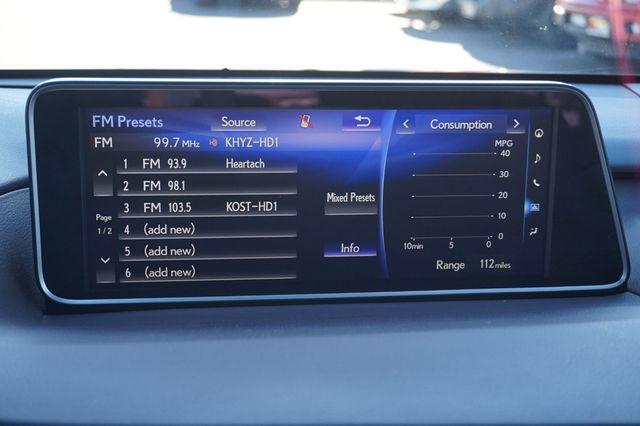 FM Presets Source
FM 99.7 MHz KHYZ-HD1
1 FM 93.9 Heartach
2 FM 98.1
3 FM 103.5 KOST-HD1
Page
1/2
4 (add new)
5 (add new)
6 (add new)
Mixed Presets
Info
< Consumption >
MPG
40
30
20
10
0
10min 5 0
Range 112 miles